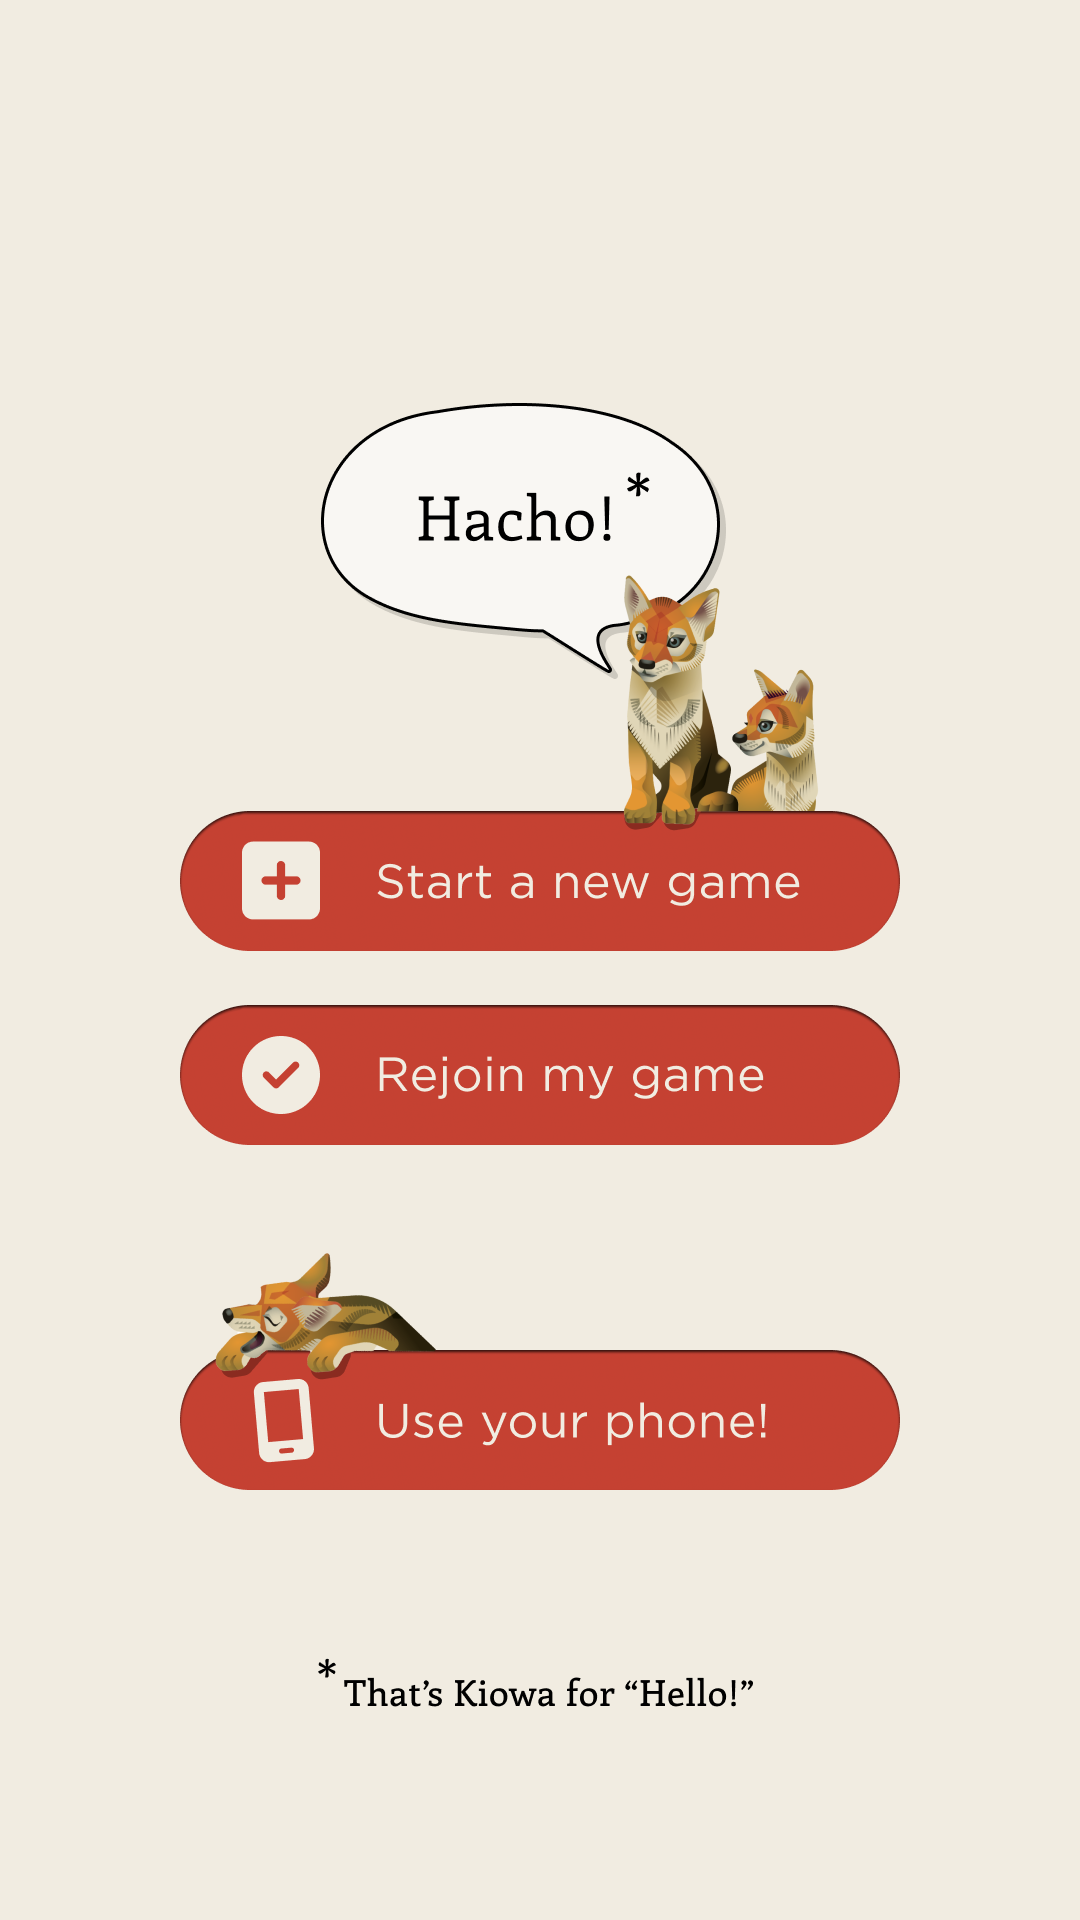 Hacho!*
Start a new game
Rejoin my game
Use your phone!
*That’s Kiowa for “Hello!”